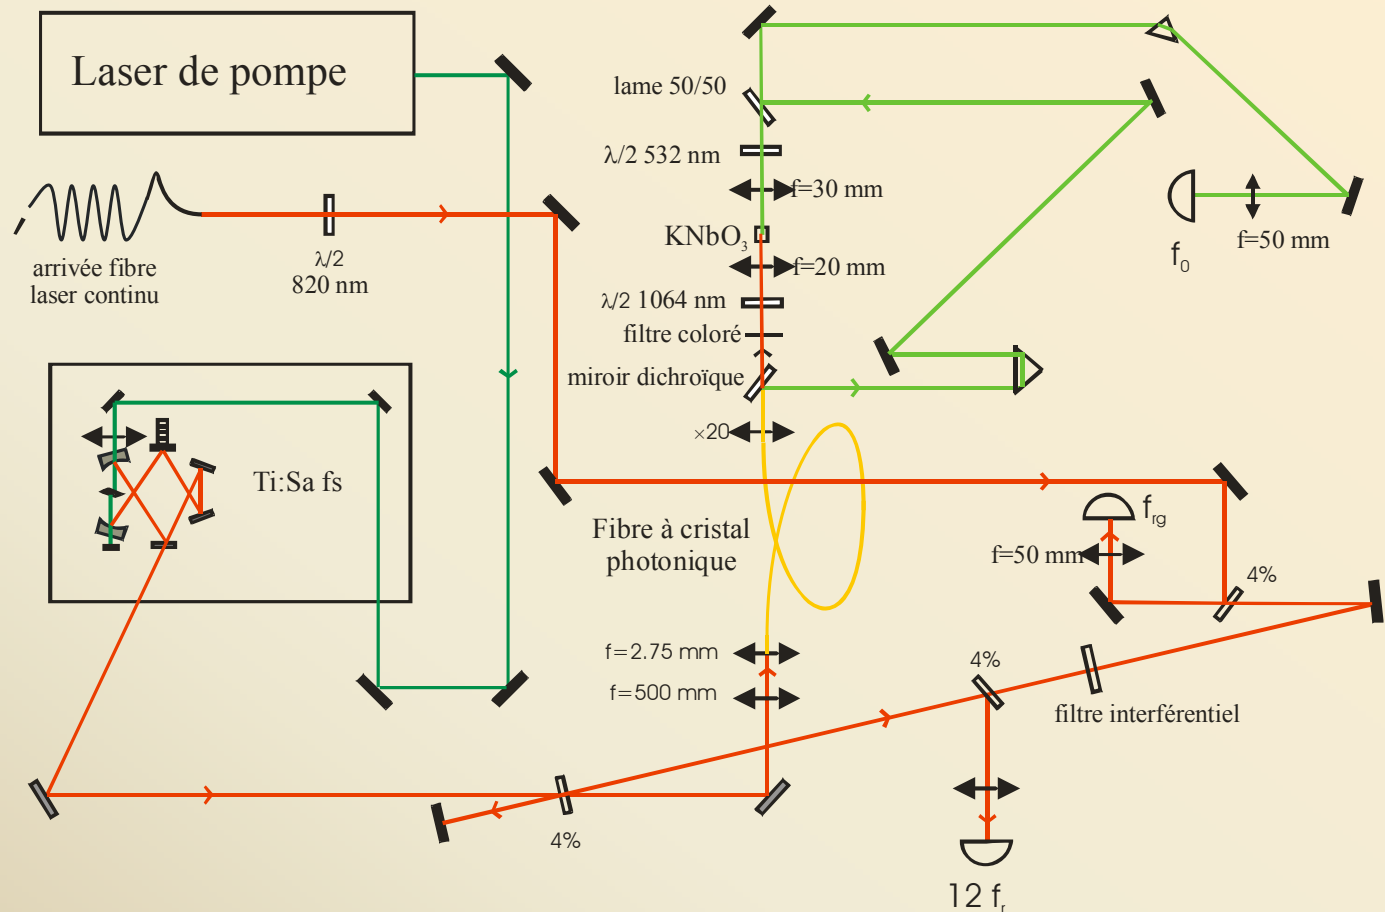 Laser de pompe
lame 50/50
λ/2 532 nm
f=30 mm
KNbO₃
f=20 mm
λ/2 1064 nm
filtre coloré
miroir dichroïque
×20
f₀
f=50 mm
arrivée fibre
laser continu
λ/2
820 nm
Ti:Sa fs
Fibre à cristal
photonique
f_rg
f=50 mm
4%
f=2.75 mm
f=500 mm
4%
filtre interférentiel
4%
12 f_r